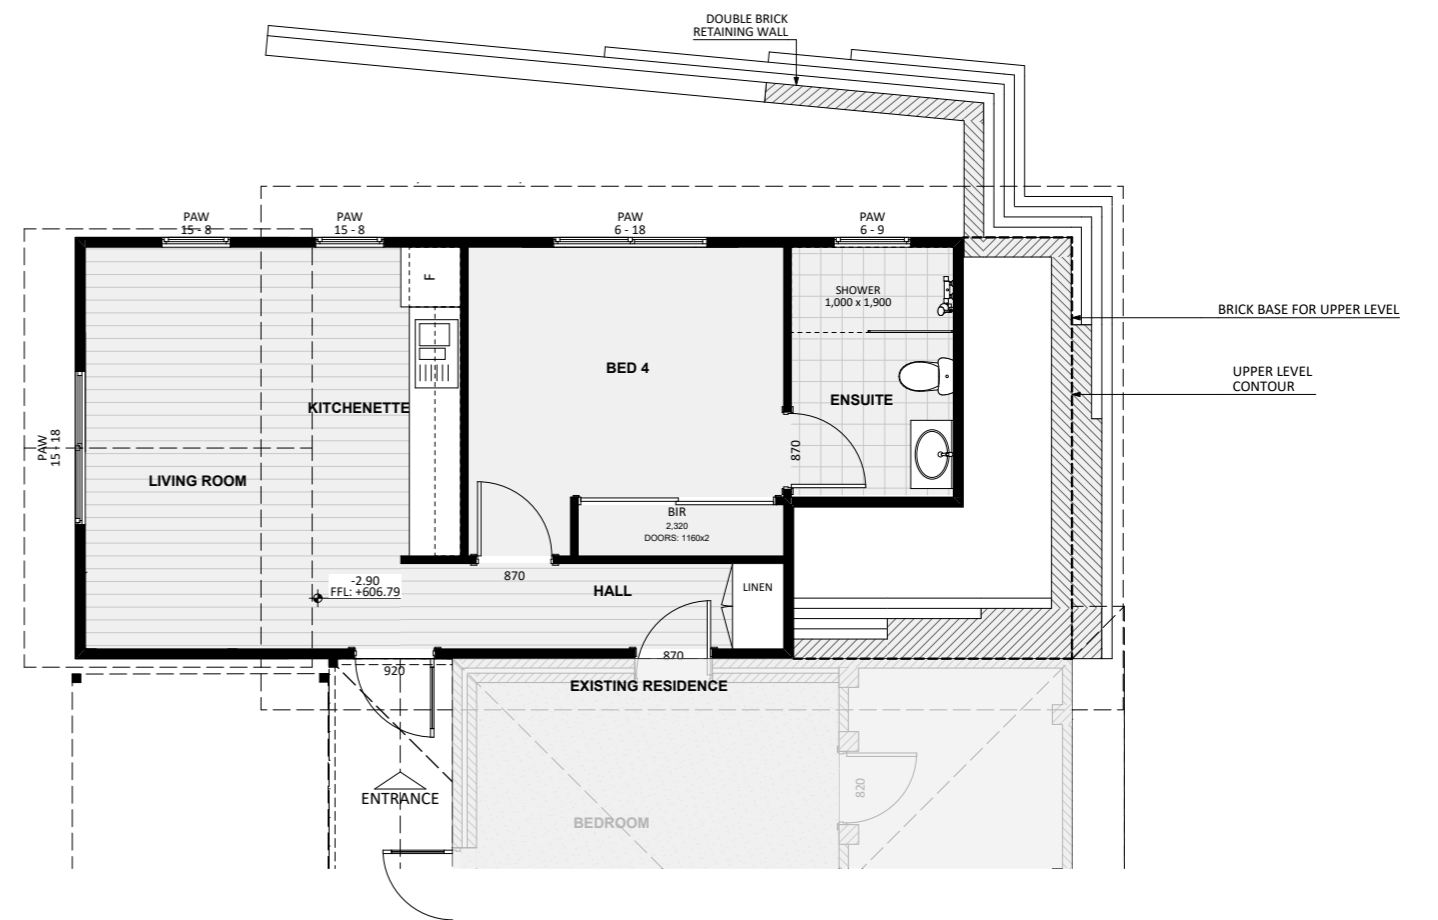 DOUBLE BRICK
RETAINING WALL
PAW
15 - 8
PAW
15 - 8
PAW
6 - 18
PAW
6 - 9
F
SHOWER
1,000 x 1,900
BRICK BASE FOR UPPER LEVEL
BED 4
UPPER LEVEL
CONTOUR
ENSUITE
KITCHENETTE
PAW
15 - 18
870
LIVING ROOM
BIR
2,320
DOORS: 1160x2
870
-2.90
FFL: +606.79
HALL
LINEN
920
870
EXISTING RESIDENCE
ENTRANCE
820
BEDROOM